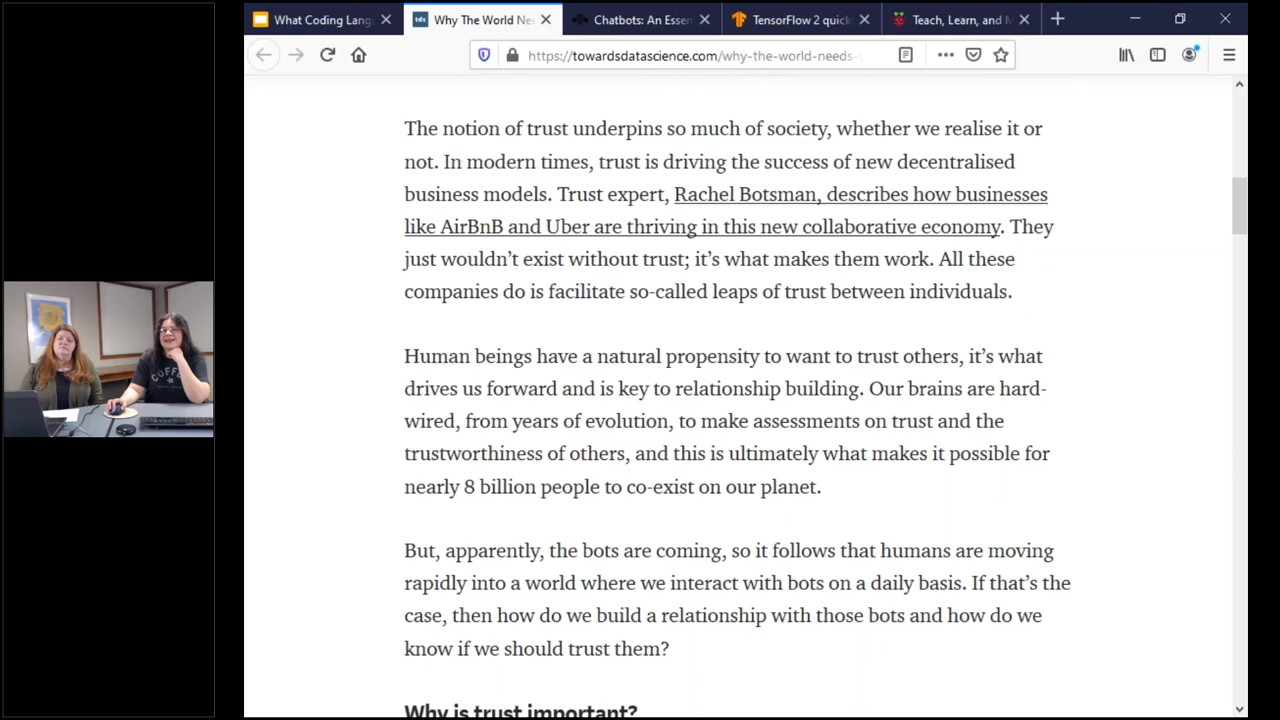 What Coding Lang
tds
Why The World Ne
Chatbots: An Essen
TensorFlow 2 quick
Teach, Learn, and M
https://towardsdatascience.com/why-the-world-needs-
The notion of trust underpins so much of society, whether we realise it or
not. In modern times, trust is driving the success of new decentralised
business models. Trust expert, Rachel Botsman, describes how businesses
like AirBnB and Uber are thriving in this new collaborative economy. They
just wouldn’t exist without trust; it’s what makes them work. All these
companies do is facilitate so-called leaps of trust between individuals.
Human beings have a natural propensity to want to trust others, it’s what
drives us forward and is key to relationship building. Our brains are hard-
wired, from years of evolution, to make assessments on trust and the
trustworthiness of others, and this is ultimately what makes it possible for
nearly 8 billion people to co-exist on our planet.
But, apparently, the bots are coming, so it follows that humans are moving
rapidly into a world where we interact with bots on a daily basis. If that’s the
case, then how do we build a relationship with those bots and how do we
know if we should trust them?
Why is trust important?